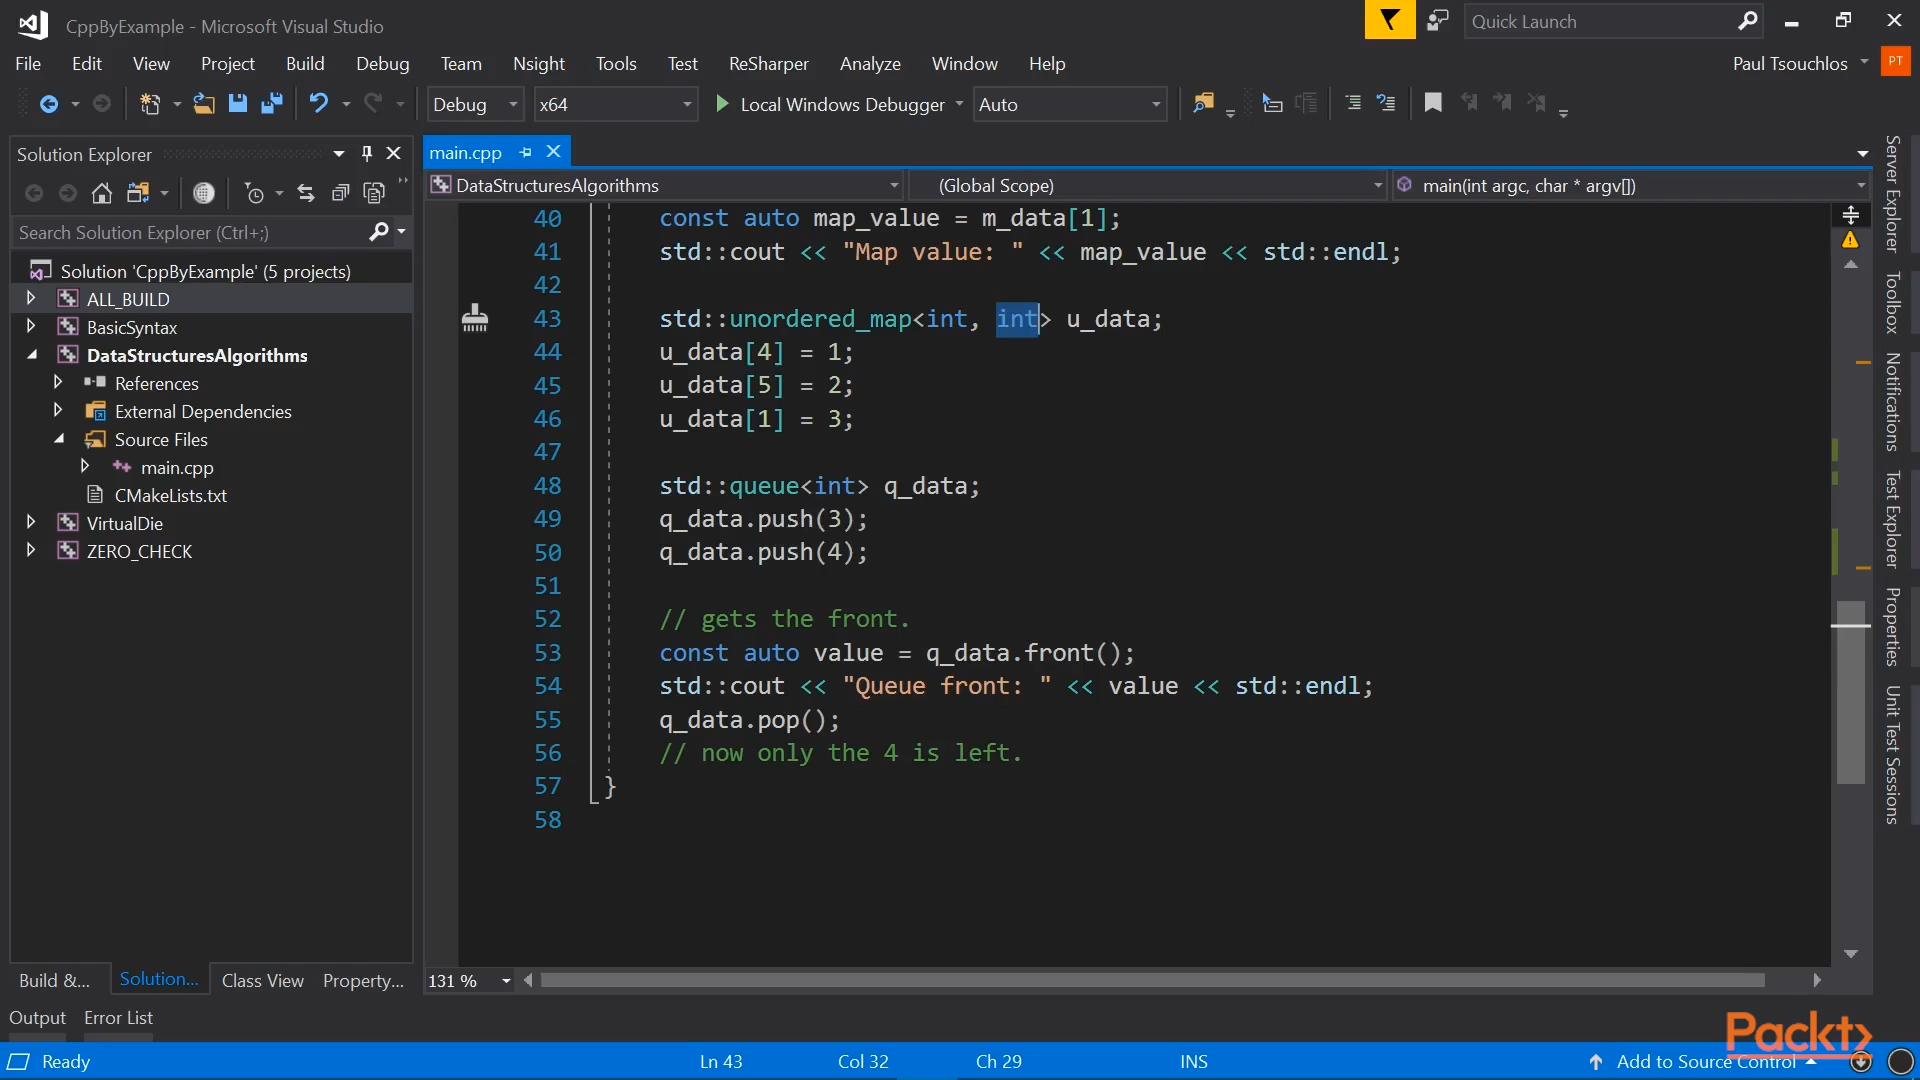 CppByExample - Microsoft Visual Studio
Quick Launch
File Edit View Project Build Debug Team Nsight Tools Test ReSharper Analyze Window Help
Paul Tsouchlos PT
Debug x64 Local Windows Debugger Auto
Solution Explorer
Search Solution Explorer (Ctrl+;)
Solution 'CppByExample' (5 projects)
ALL_BUILD
BasicSyntax
DataStructuresAlgorithms
References
External Dependencies
Source Files
main.cpp
CMakeLists.txt
VirtualDie
ZERO_CHECK
Build &... Solution... Class View Property...
main.cpp
DataStructuresAlgorithms (Global Scope) main(int argc, char * argv[])
40 const auto map_value = m_data[1];
41 std::cout << "Map value: " << map_value << std::endl;
42
43 std::unordered_map<int, int> u_data;
44 u_data[4] = 1;
45 u_data[5] = 2;
46 u_data[1] = 3;
47
48 std::queue<int> q_data;
49 q_data.push(3);
50 q_data.push(4);
51
52 // gets the front.
53 const auto value = q_data.front();
54 std::cout << "Queue front: " << value << std::endl;
55 q_data.pop();
56 // now only the 4 is left.
57 }
58
131 %
Server Explorer
Toolbox
Notifications
Test Explorer
Properties
Unit Test Sessions
Output Error List
Packt>
Ready Ln 43 Col 32 Ch 29 INS Add to Source Control